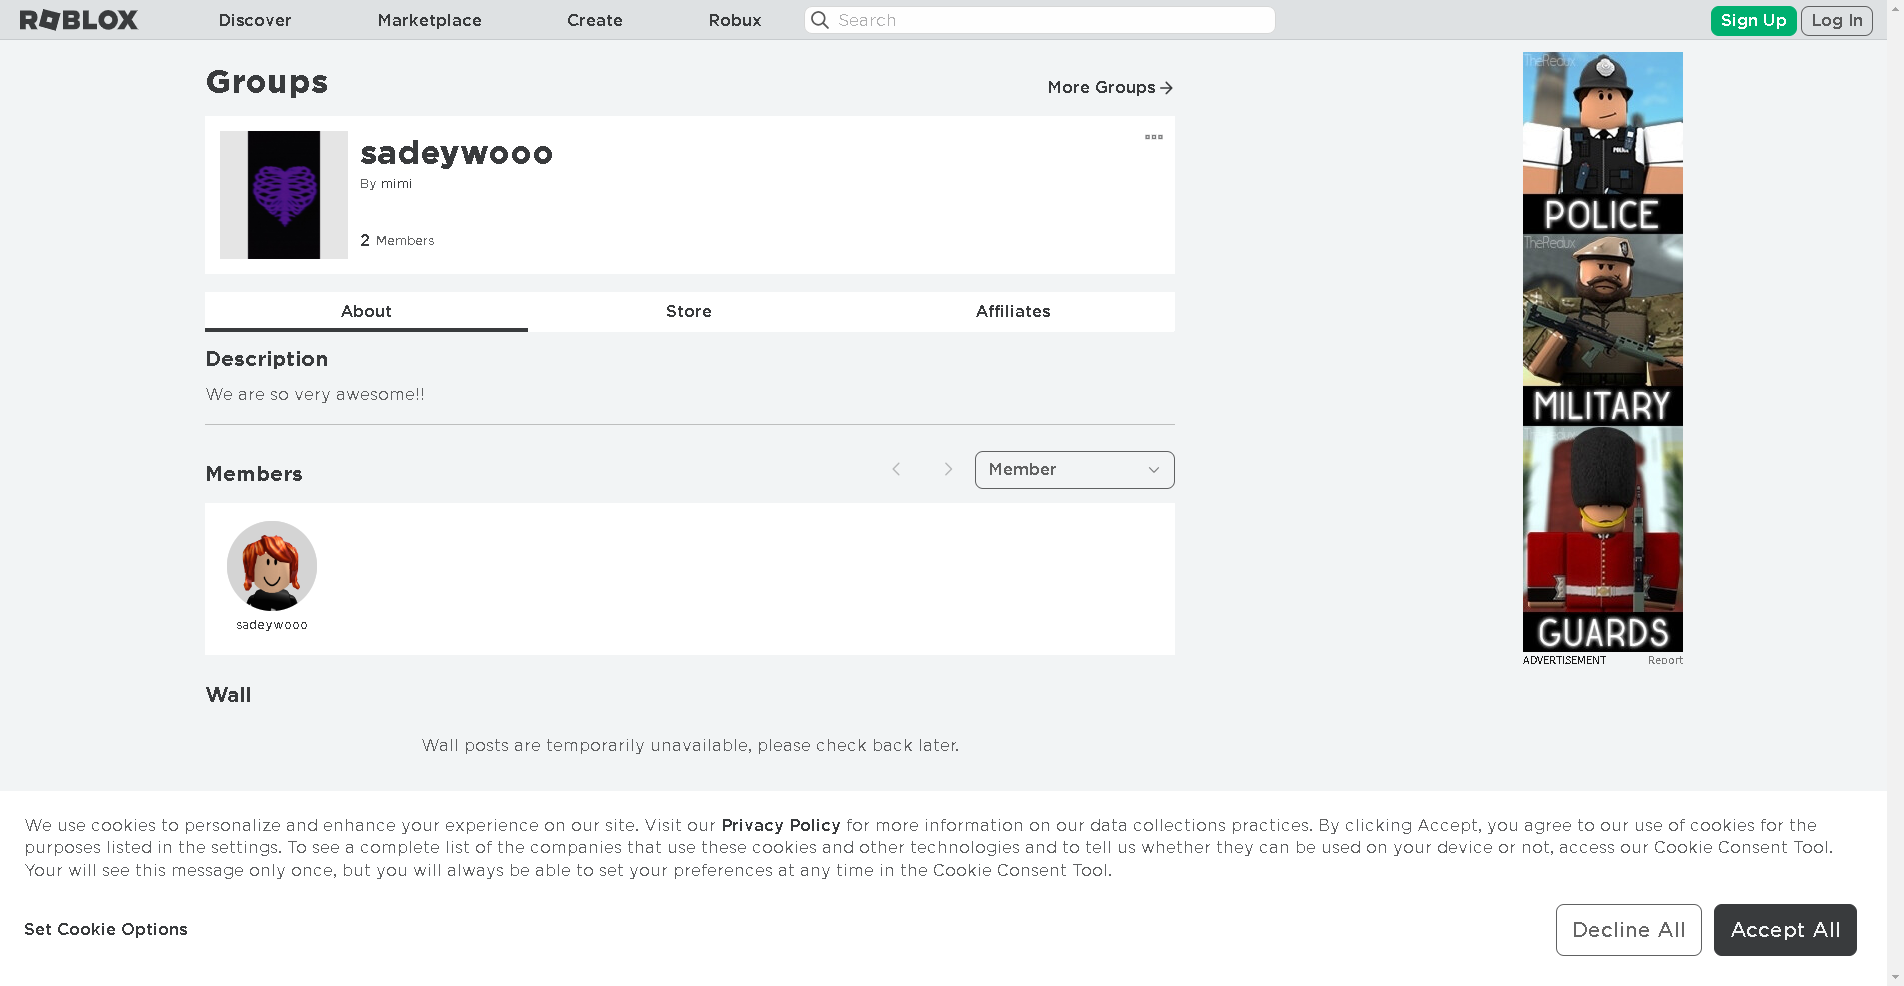 ROBLOX
Discover
Marketplace
Create
Robux
Search
Sign Up
Log In
Groups
More Groups
sadeywooo
By mimi
2 Members
About
Store
Affiliates
Description
We are so very awesome!!
Members
Member
sadeywooo
Wall
Wall posts are temporarily unavailable, please check back later.
TheRedux
POLICE
POLICE
TheRedux
MILITARY
TheRedux
GUARDS
ADVERTISEMENT
Report
We use cookies to personalize and enhance your experience on our site. Visit our Privacy Policy for more information on our data collections practices. By clicking Accept, you agree to our use of cookies for the
purposes listed in the settings. To see a complete list of the companies that use these cookies and other technologies and to tell us whether they can be used on your device or not, access our Cookie Consent Tool.
Your will see this message only once, but you will always be able to set your preferences at any time in the Cookie Consent Tool.
Set Cookie Options
Decline All
Accept All